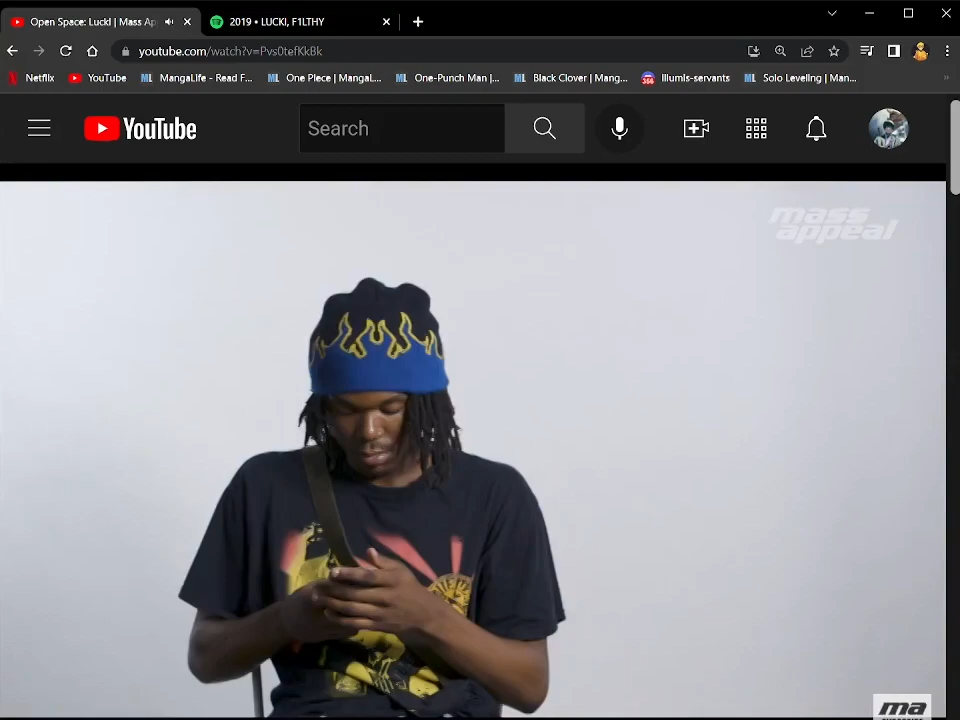 Open Space: Lucki | Mass Ap
2019 • LUCKI, F1LTHY
youtube.com/watch?v=Pvs0tefKkBk
Netflix
YouTube
MangaLife - Read F...
One Piece | MangaL...
One-Punch Man |...
Black Clover | Mang...
Illumls-servants
Solo Leveling | Man...
YouTube
Search
mass
appeal
ma